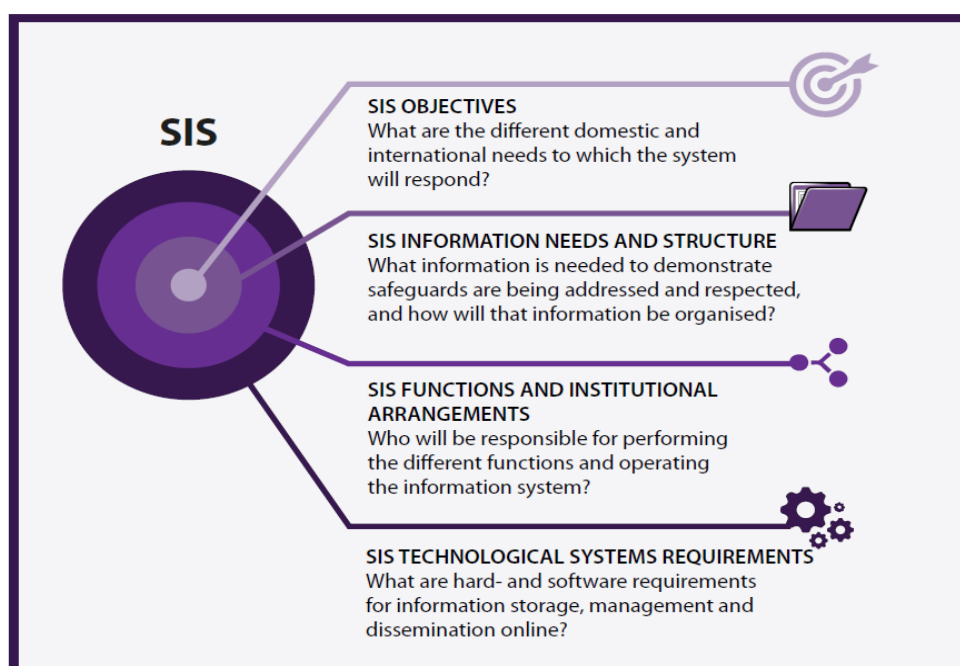 SIS
SIS OBJECTIVES
What are the different domestic and
international needs to which the system
will respond?
SIS INFORMATION NEEDS AND STRUCTURE
What information is needed to demonstrate
safeguards are being addressed and respected,
and how will that information be organised?
SIS FUNCTIONS AND INSTITUTIONAL
ARRANGEMENTS
Who will be responsible for performing
the different functions and operating
the information system?
SIS TECHNOLOGICAL SYSTEMS REQUIREMENTS
What are hard- and software requirements
for information storage, management and
dissemination online?